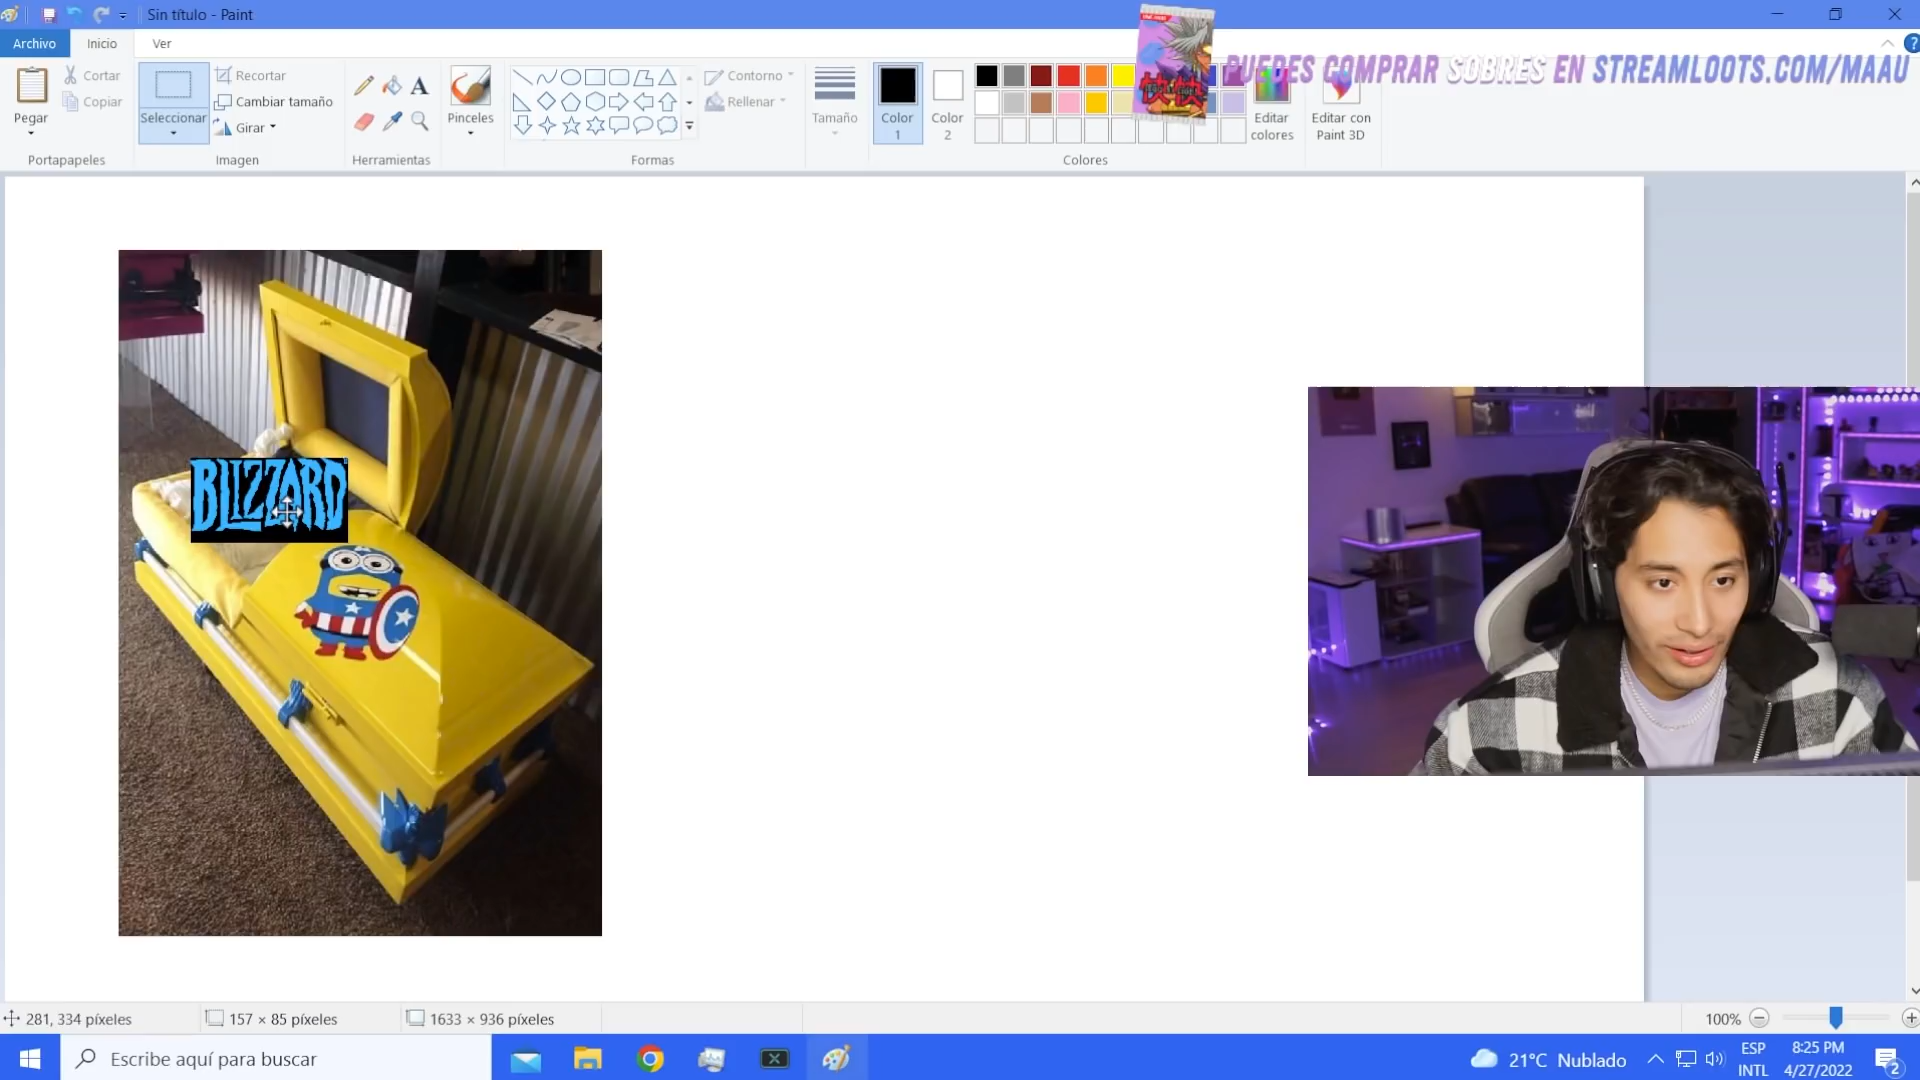 Sin título - Paint
Archivo
Inicio
Ver
PUEDES COMPRAR SOBRES EN STREAMLOOTS.COM/MAAU
Pegar
Cortar
Copiar
Portapapeles
Seleccionar
Recortar
Cambiar tamaño
Girar
Imagen
Herramientas
Pinceles
Formas
Contorno
Rellenar
Tamaño
Color
1
Color
2
Colores
Editar
colores
Editar con
Paint 3D
BLIZZARD
281, 334 píxeles
157 × 85 píxeles
1633 × 936 píxeles
100%
Escribe aquí para buscar
21°C Nublado
ESP
INTL
8:25 PM
4/27/2022
2